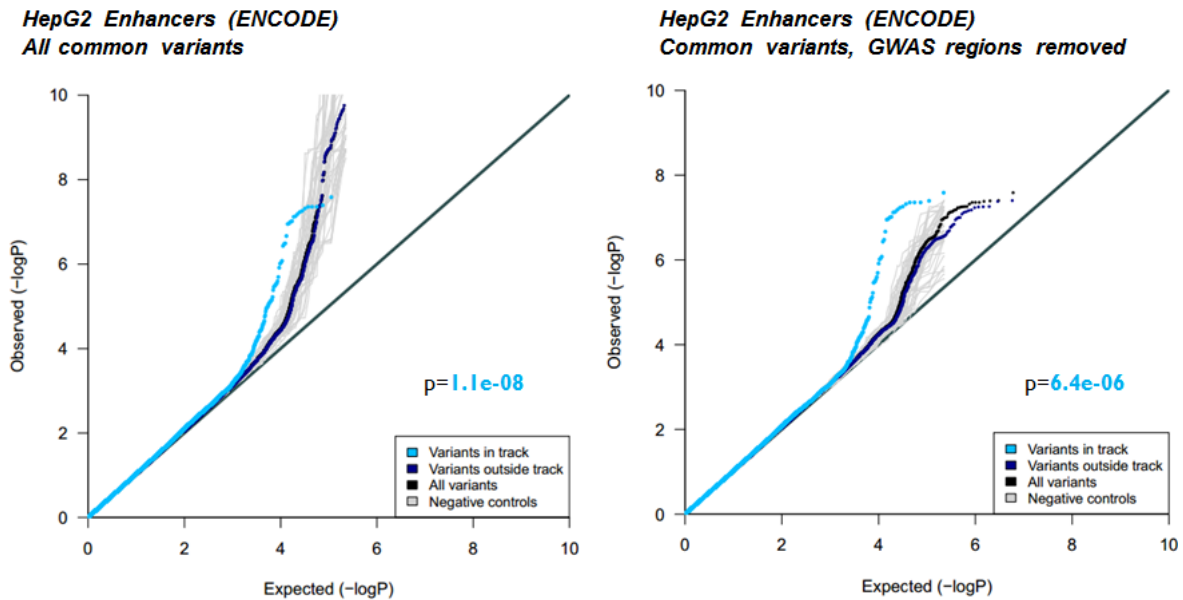 HepG2 Enhancers (ENCODE)
All common variants
10
8
6
4
2
0
Observed (−logP)
p=1.1e-08
Variants in track
Variants outside track
All variants
Negative controls
0 2 4 6 8 10
Expected (−logP)
HepG2 Enhancers (ENCODE)
Common variants, GWAS regions removed
10
8
6
4
2
0
Observed (−logP)
p=6.4e-06
Variants in track
Variants outside track
All variants
Negative controls
0 2 4 6 8 10
Expected (−logP)